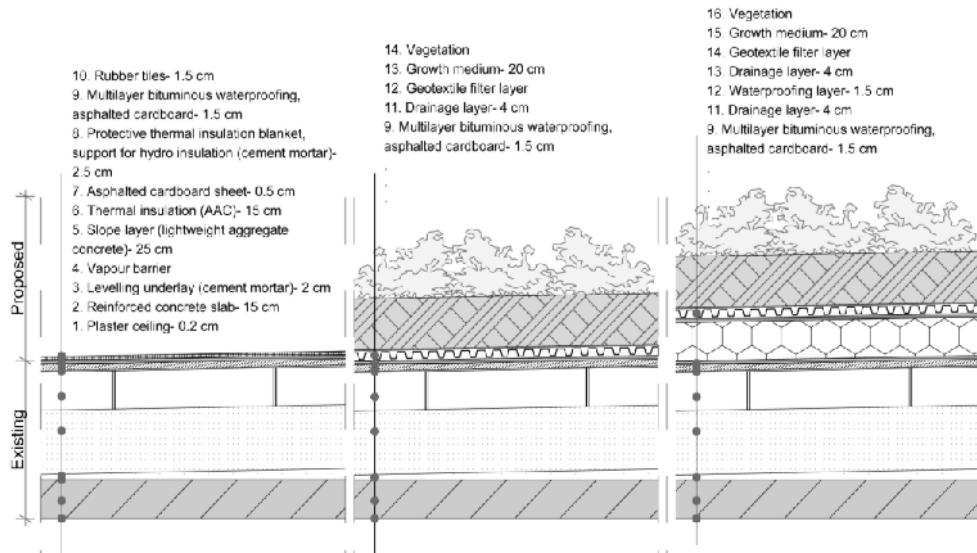 10. Rubber tiles- 1.5 cm
9. Multilayer bituminous waterproofing,
asphalted cardboard- 1.5 cm
8. Protective thermal insulation blanket,
support for hydro insulation (cement mortar)-
2.5 cm
7. Asphalted cardboard sheet- 0.5 cm
6. Thermal insulation (AAC)- 15 cm
5. Slope layer (lightweight aggregate
concrete)- 25 cm
4. Vapour barrier
3. Levelling underlay (cement mortar)- 2 cm
2. Reinforced concrete slab- 15 cm
1. Plaster ceiling- 0.2 cm
14. Vegetation
13. Growth medium- 20 cm
12. Geotextile filter layer
11. Drainage layer- 4 cm
9. Multilayer bituminous waterproofing,
asphalted cardboard- 1.5 cm
16. Vegetation
15. Growth medium- 20 cm
14. Geotextile filter layer
13. Drainage layer- 4 cm
12. Waterproofing layer- 1.5 cm
11. Drainage layer- 4 cm
9. Multilayer bituminous waterproofing,
asphalted cardboard- 1.5 cm
Proposed
Existing